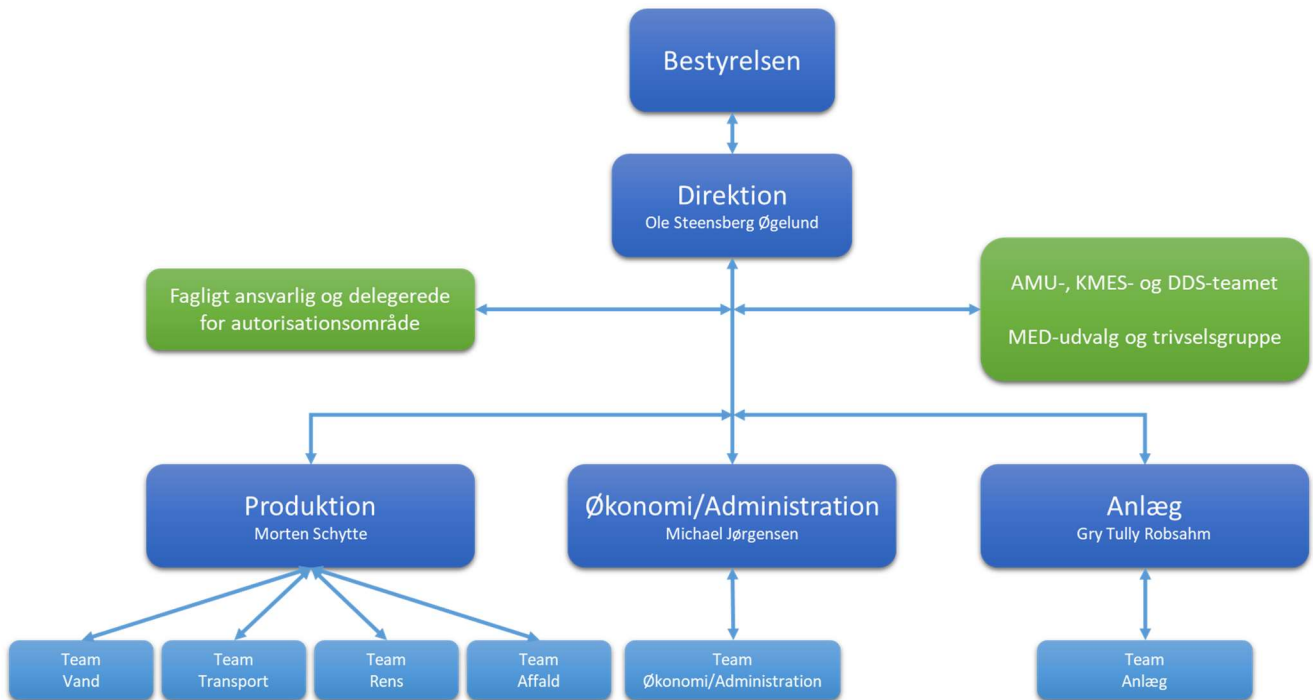 Bestyrelsen
Direktion
Ole Steensberg Øgelund
Fagligt ansvarlig og delegerede
for autorisationsområde
AMU-, KMES- og DDS-teamet
MED-udvalg og trivselsgruppe
Produktion
Morten Schytte
Økonomi/Administration
Michael Jørgensen
Anlæg
Gry Tully Robsahm
Team
Vand
Team
Transport
Team
Rens
Team
Affald
Team
Økonomi/Administration
Team
Anlæg